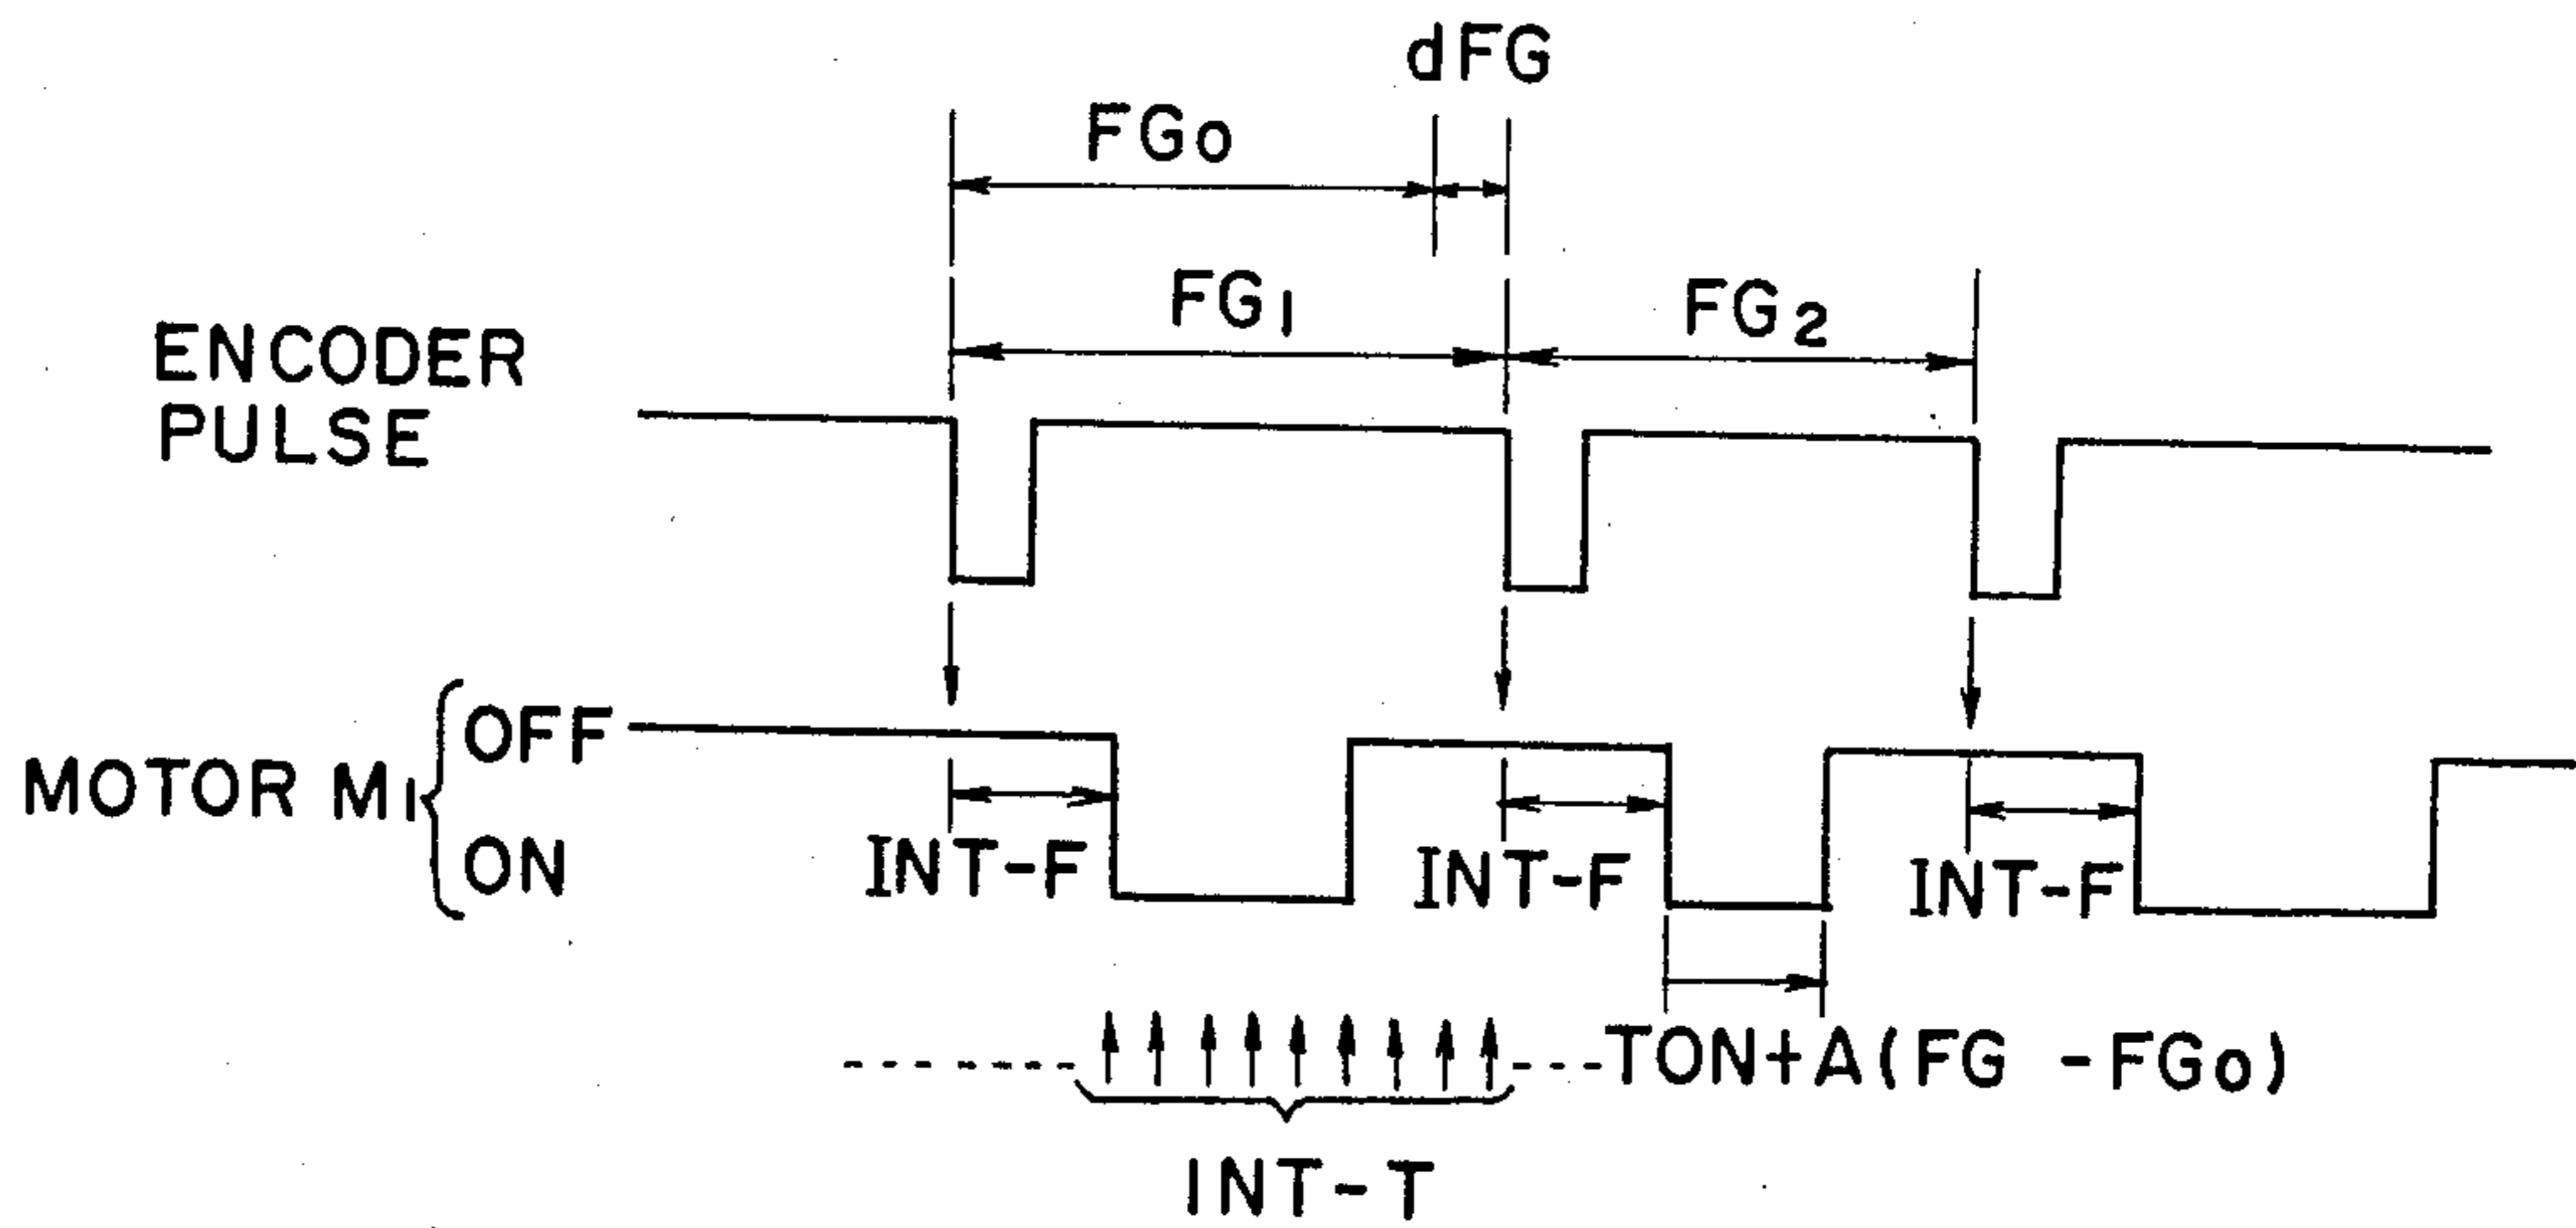 dFG
FGo
FG1
FG2
ENCODER
PULSE
MOTOR M1
OFF
ON
INT-F
INT-F
INT-F
TON+A(FG -FGo)
INT-T